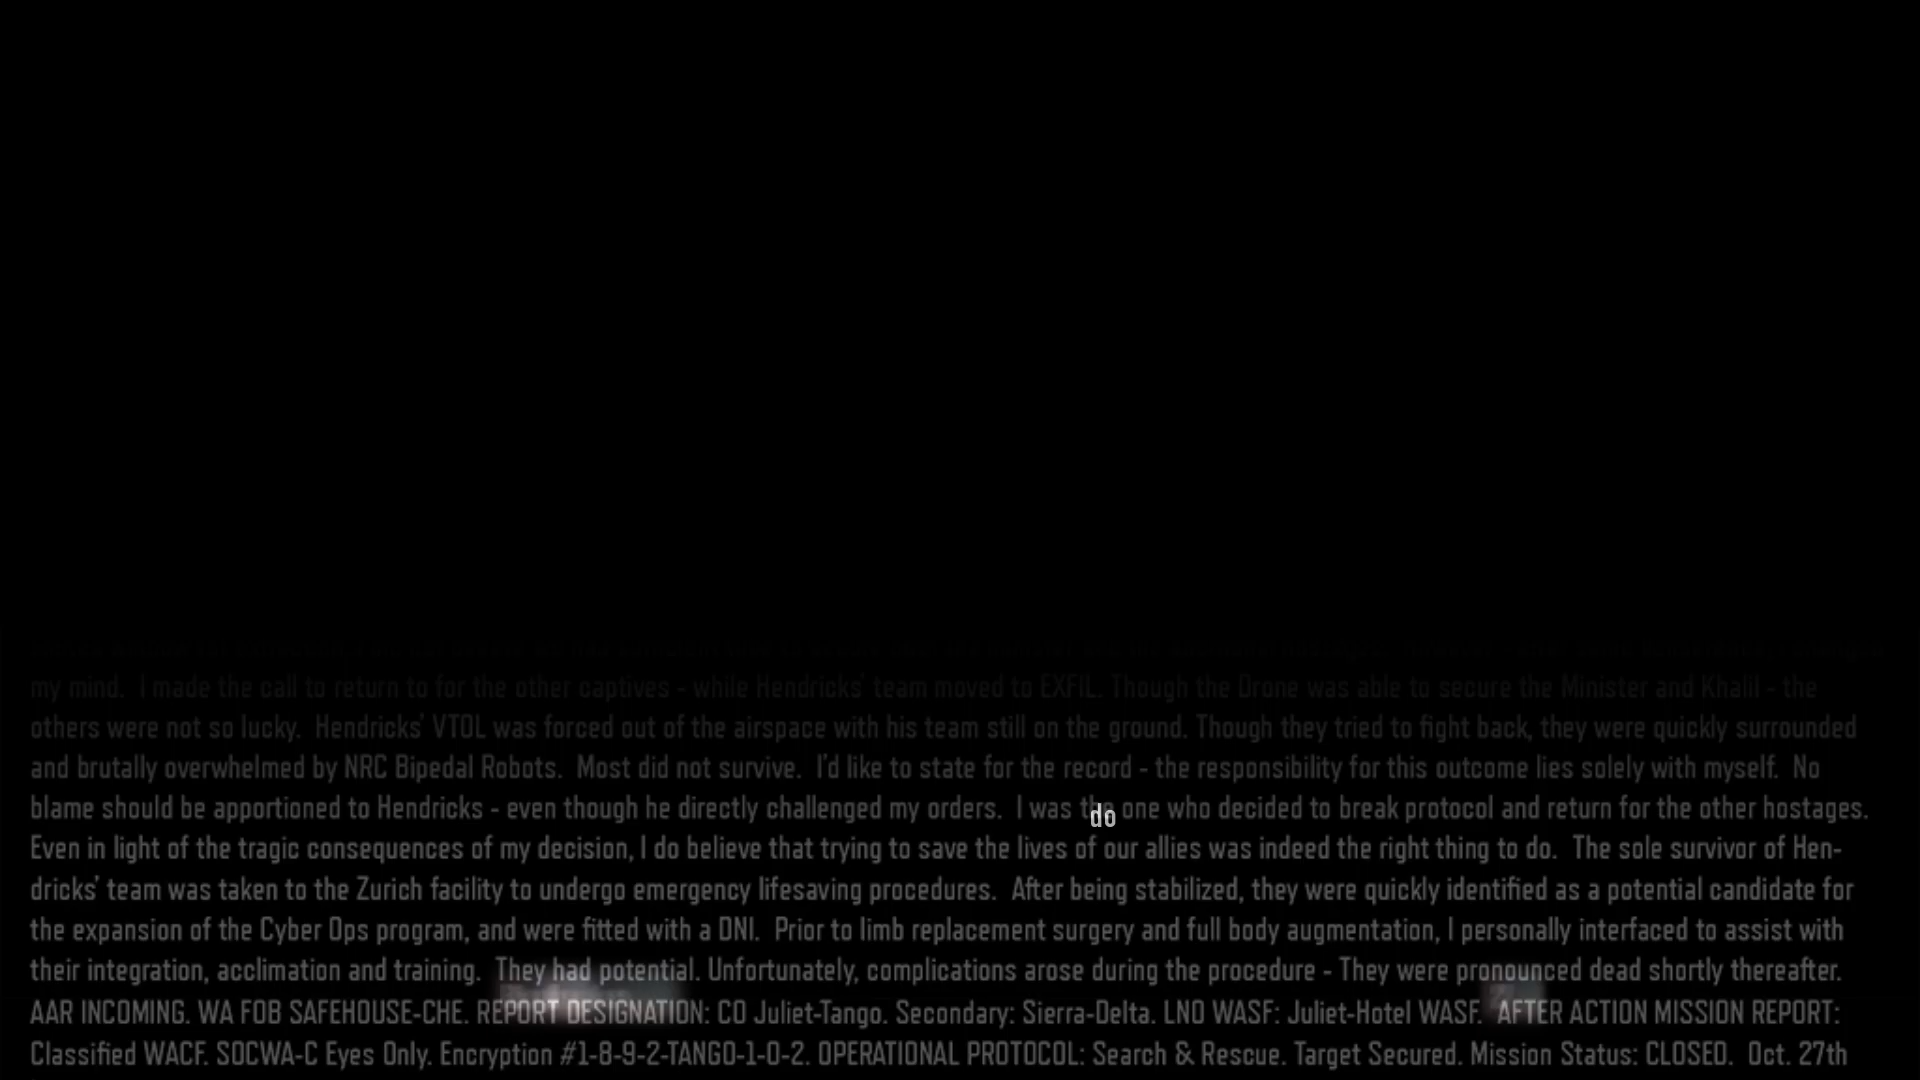 my mind. I made the call to return to for the other captives - while Hendricks' team moved to EXFIL. Though the Drone was able to secure the Minister and Khalil - the
others were not so lucky. Hendricks' VTOL was forced out of the airspace with his team still on the ground. Though they tried to fight back, they were quickly surrounded
and brutally overwhelmed by NRC Bipedal Robots. Most did not survive. I'd like to state for the record - the responsibility for this outcome lies solely with myself. No
blame should be apportioned to Hendricks - even though he directly challenged my orders. I was the one who decided to break protocol and return for the other hostages.
do
Even in light of the tragic consequences of my decision, I do believe that trying to save the lives of our allies was indeed the right thing to do. The sole survivor of Hen-
dricks' team was taken to the Zurich facility to undergo emergency lifesaving procedures. After being stabilized, they were quickly identified as a potential candidate for
the expansion of the Cyber Ops program, and were fitted with a DNI. Prior to limb replacement surgery and full body augmentation, I personally interfaced to assist with
their integration, acclimation and training. They had potential. Unfortunately, complications arose during the procedure - They were pronounced dead shortly thereafter.
AAR INCOMING. WA FOB SAFEHOUSE-CHE. REPORT DESIGNATION: CO Juliet-Tango. Secondary: Sierra-Delta. LNO WASF: Juliet-Hotel WASF. AFTER ACTION MISSION REPORT:
Classified WACF. SOCWA-C Eyes Only. Encryption #1-8-9-2-TANGO-1-0-2. OPERATIONAL PROTOCOL: Search & Rescue. Target Secured. Mission Status: CLOSED. Oct. 27th